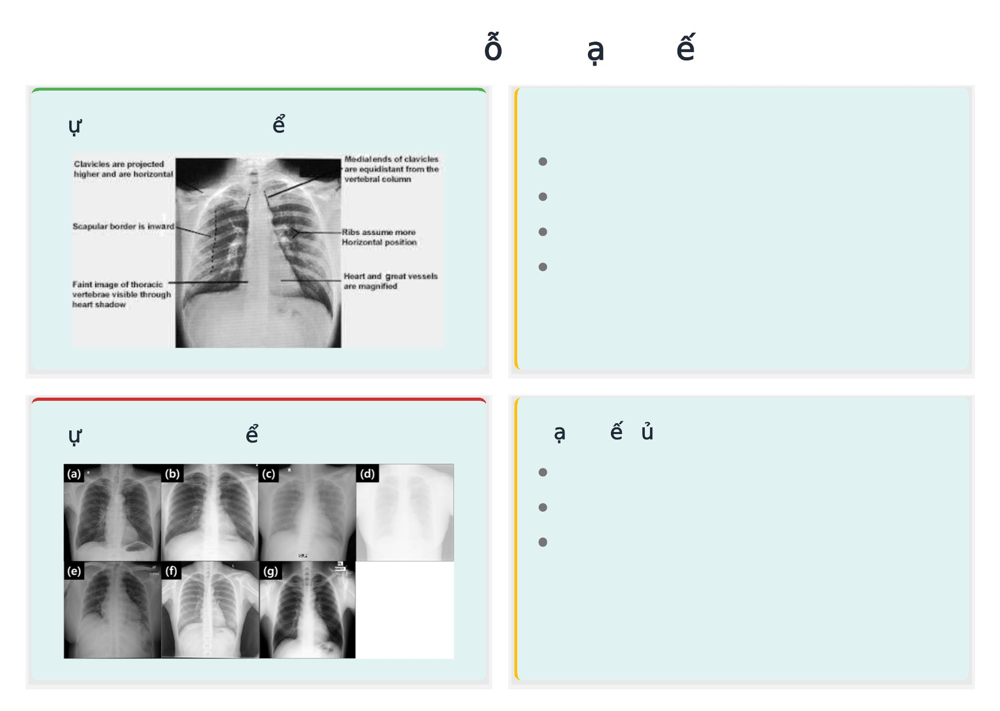 ỗ ạ ế
ự ể
Clavicles are projected
higher and are horizontal
Medial ends of clavicles
are equidistant from the
vertebral column
Scapular border is inward
Ribs assume more
Horizontal position
Faint image of thoracic
vertebrae visible through
heart shadow
Heart and great vessels
are magnified
ự ể
(a) R
(b)
(c) R
(d)
SUP
(e) AP
SUPINE
(f) L
(g)
ạ ế ủ